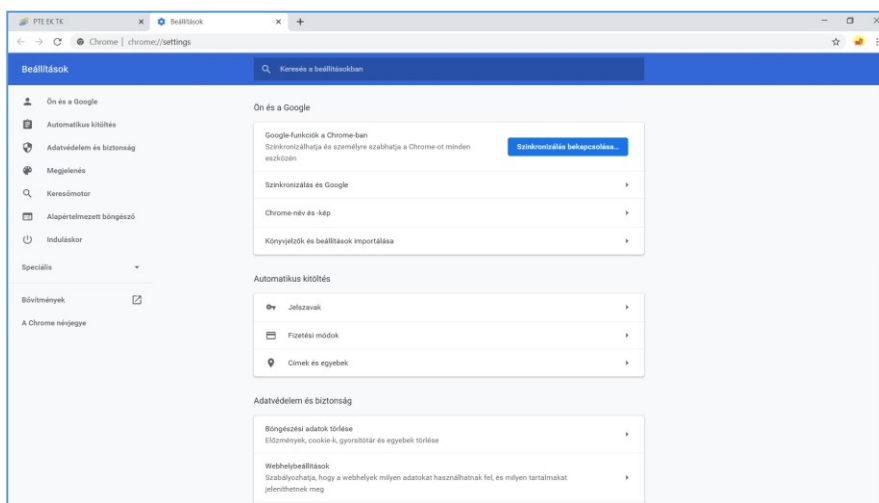 PTE EK TK
Beállítások
Chrome | chrome://settings
Beállítások
Keresés a beállításokban
Ön és a Google
Automatikus kitöltés
Adatvédelem és biztonság
Megjelenés
Keresőmotor
Alapértelmezett böngésző
Induláskor
Speciális
Bővítmények
A Chrome névjegye
Ön és a Google
Google-funkciók a Chrome-ban
Szinkronizálhatja és személyre szabhatja a Chrome-ot minden
eszközén
Szinkronizálás bekapcsolása...
Szinkronizálás és Google
Chrome-név és -kép
Könyvjelzők és beállítások importálása
Automatikus kitöltés
Jelszavak
Fizetési módok
Címek és egyebek
Adatvédelem és biztonság
Böngészési adatok törlése
Előzmények, cookie-k, gyorsítótár és egyebek törlése
Webhelybeállítások
Szabályozhatja, hogy a webhelyek milyen adatokat használhatnak fel, és milyen tartalmakat
jeleníthetnek meg